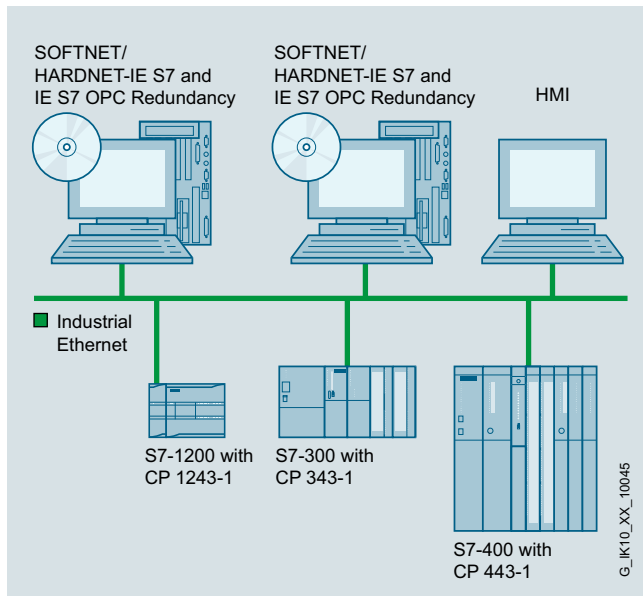 SOFTNET/
HARDNET-IE S7 and
IE S7 OPC Redundancy
SOFTNET/
HARDNET-IE S7 and
IE S7 OPC Redundancy
HMI
Industrial
Ethernet
S7-1200 with
CP 1243-1
S7-300 with
CP 343-1
S7-400 with
CP 443-1
G_IK10_XX_10045